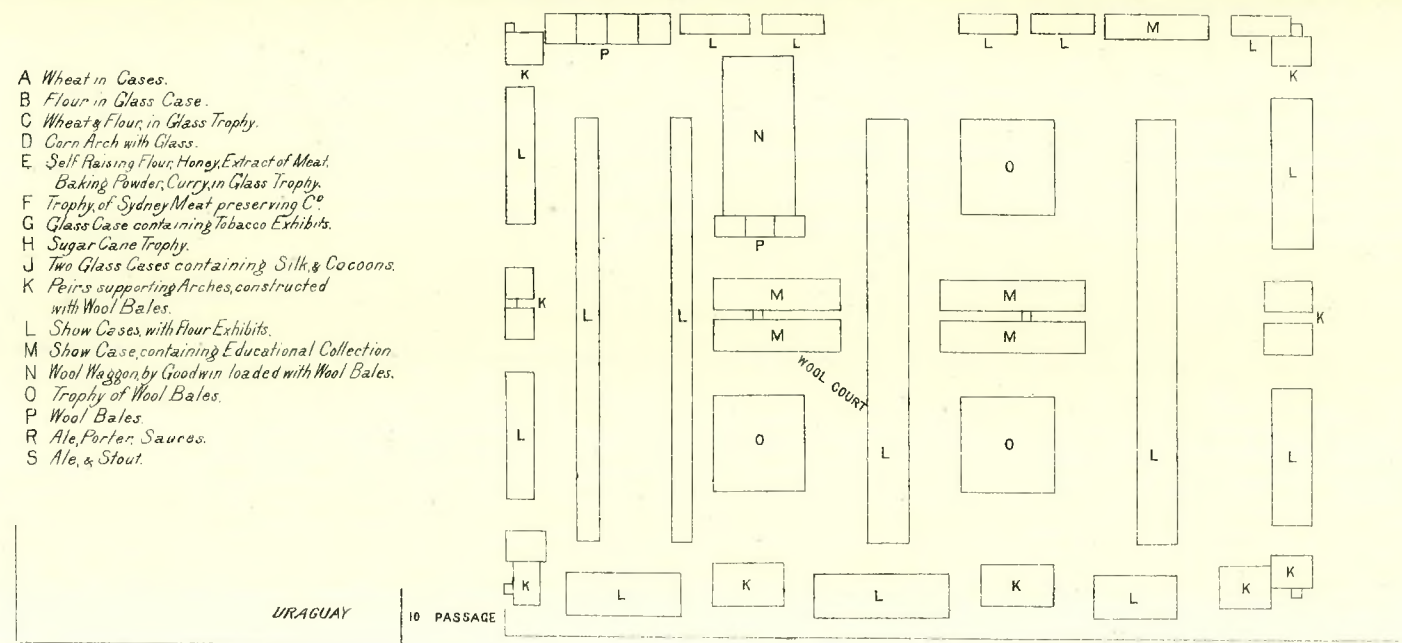 A Wheat in Cases.
B Flour in Glass Case.
C Wheat & Flour, in Glass Trophy.
D Corn Arch with Glass.
E Self Raising Flour, Honey, Extract of Meat,
Baking Powder, Curry, in Glass Trophy.
F Trophy, of Sydney Meat preserving Co.
G Glass Case containing Tobacco Exhibits.
H Sugar Cane Trophy.
J Two Glass Cases containing Silk, & Cocoons.
K Peirs supporting Arches, constructed
with Wool Bales.
L Show Cases, with Flour Exhibits.
M Show Case, containing Educational Collection
N Wool Waggon, by Goodwin loaded with Wool Bales.
O Trophy of Wool Bales.
P Wool Bales.
R Ale, Porter, Sauces.
S Ale, & Stout.
K P L L L L M L K
L N O L
P
K M M K
L L M M
WOOL COURT
L O L O L L
K L K L K L K K
URAGUAY
10 PASSAGE